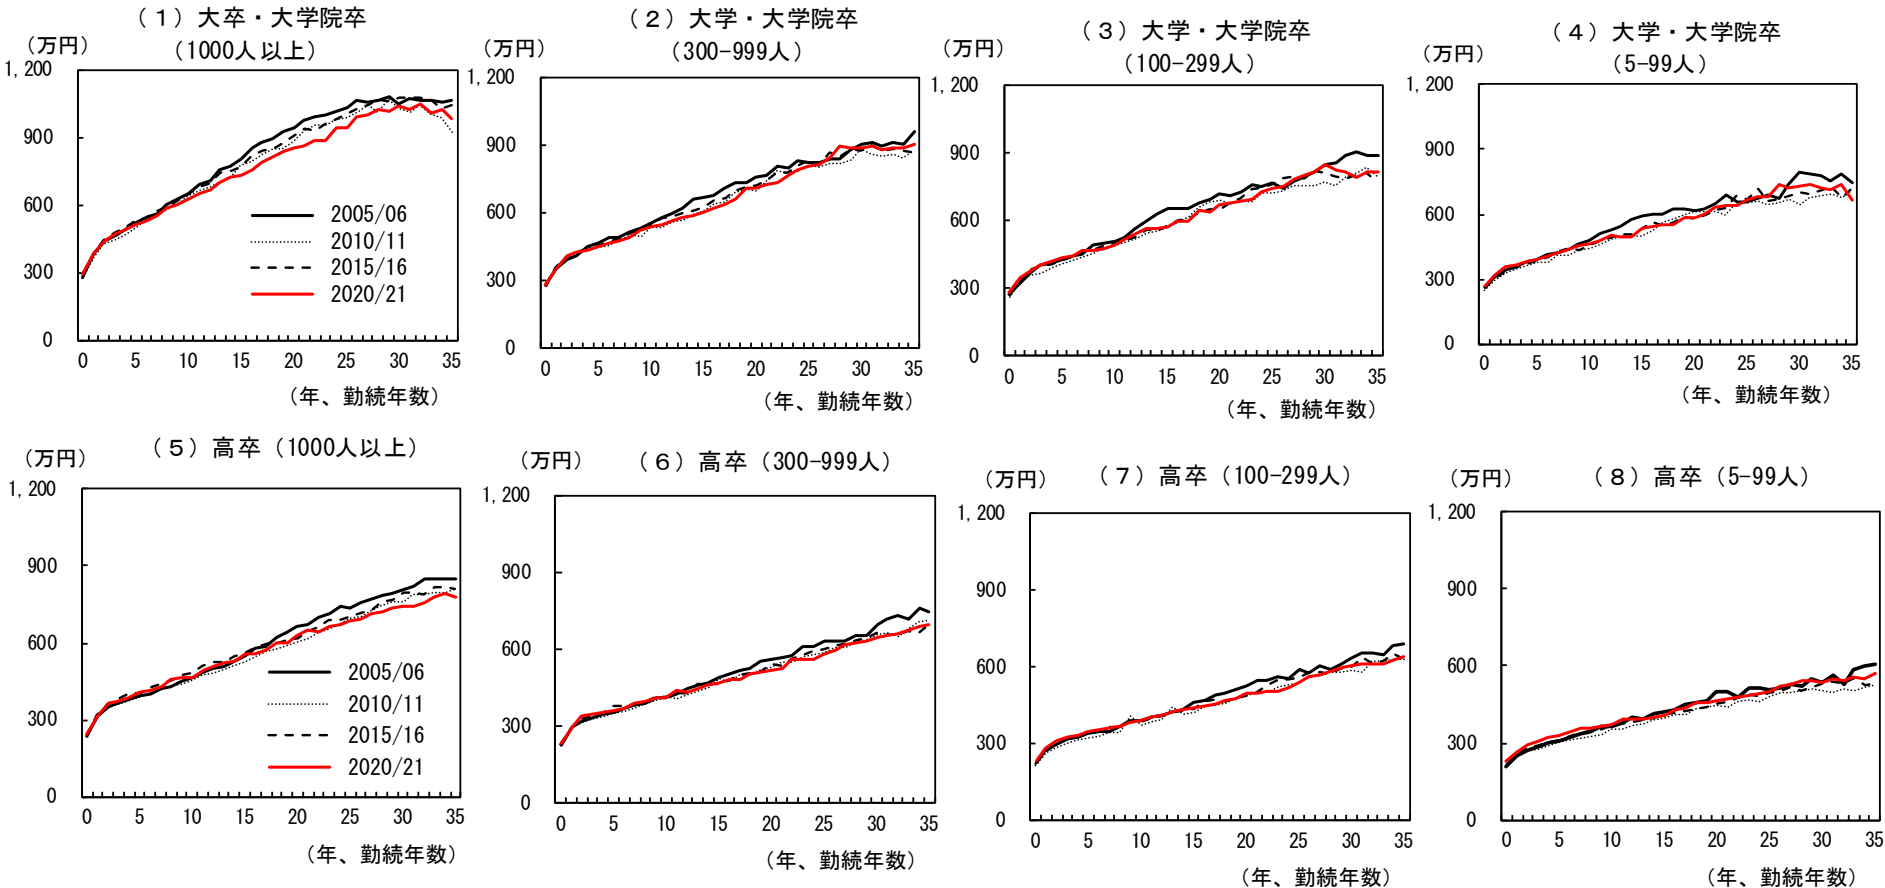 （１）大卒・大学院卒
（1000人以上）
（万円）
1,200
900
600
300
0
2005/06
2010/11
2015/16
2020/21
0 5 10 15 20 25 30 35
（年、勤続年数）
（２）大学・大学院卒
（300-999人）
（万円）
1,200
900
600
300
0
0 5 10 15 20 25 30 35
（年、勤続年数）
（３）大学・大学院卒
（100-299人）
（万円）
1,200
900
600
300
0
0 5 10 15 20 25 30 35
（年、勤続年数）
（４）大学・大学院卒
（5-99人）
（万円）
1,200
900
600
300
0
0 5 10 15 20 25 30 35
（年、勤続年数）
（５）高卒（1000人以上）
（万円）
1,200
900
600
300
0
2005/06
2010/11
2015/16
2020/21
0 5 10 15 20 25 30 35
（年、勤続年数）
（６）高卒（300-999人）
（万円）
1,200
900
600
300
0
0 5 10 15 20 25 30 35
（年、勤続年数）
（７）高卒（100-299人）
（万円）
1,200
900
600
300
0
0 5 10 15 20 25 30 35
（年、勤続年数）
（８）高卒（5-99人）
（万円）
1,200
900
600
300
0
0 5 10 15 20 25 30 35
（年、勤続年数）